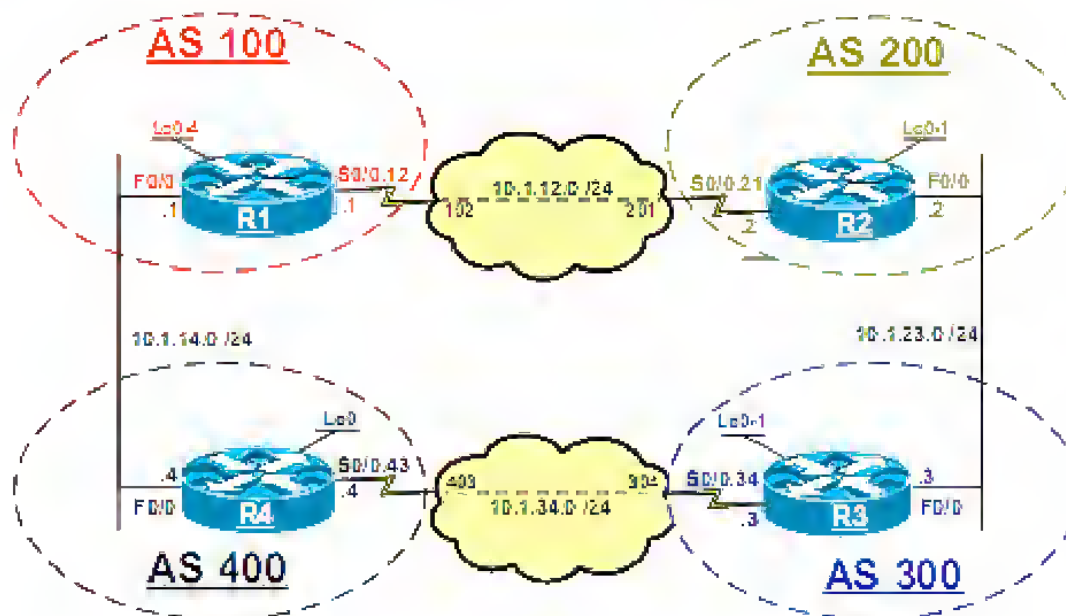 AS 100
AS 200
Lo0-4
Lo0-1
F0/0
S0/0.12
10.1.12.0 /24
S0/0.21
F0/0
.1
R1
.1
102
201
.2
R2
.2
10.1.14.0 /24
10.1.23.0 /24
Lo0
Lo0-1
.4
S0/0.43
403
304
S0/0.34
.3
F0/0
R4
.4
10.1.34.0 /24
.3
R3
F0/0
AS 400
AS 300